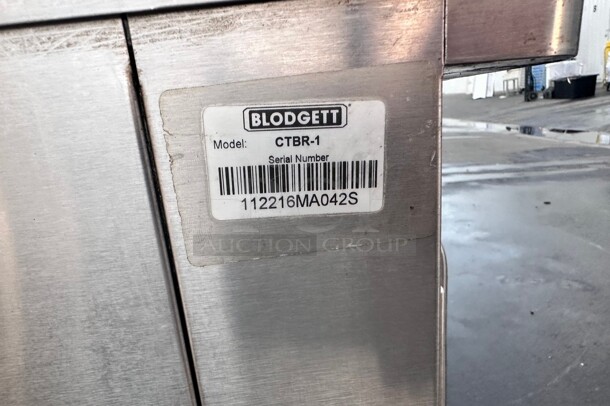 BLODGETT
Model: CTBR-1
Serial Number
112216MA042S
AUCTION GROUP